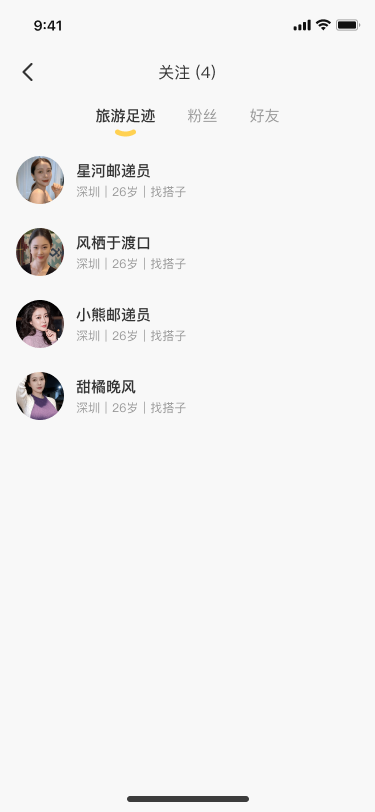 9:41
关注 (4)
旅游足迹 粉丝 好友
星河邮递员
深圳｜26岁｜找搭子
风栖于渡口
深圳｜26岁｜找搭子
小熊邮递员
深圳｜26岁｜找搭子
甜橘晚风
深圳｜26岁｜找搭子